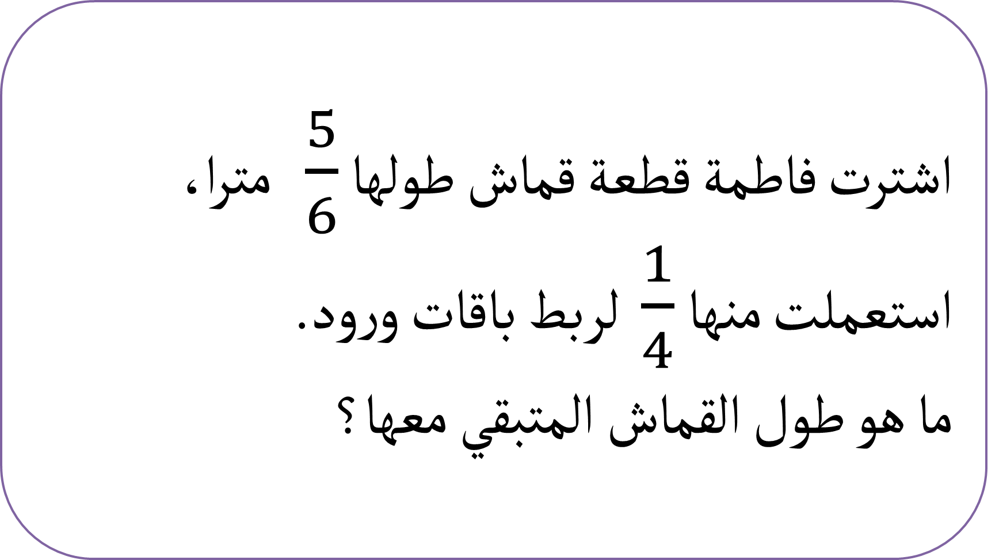 اشترت فاطمة قطعة قماش طولها 5/6 مترا،
استعملت منها 1/4 لربط باقات ورود.
ما هو طول القماش المتبقي معها؟